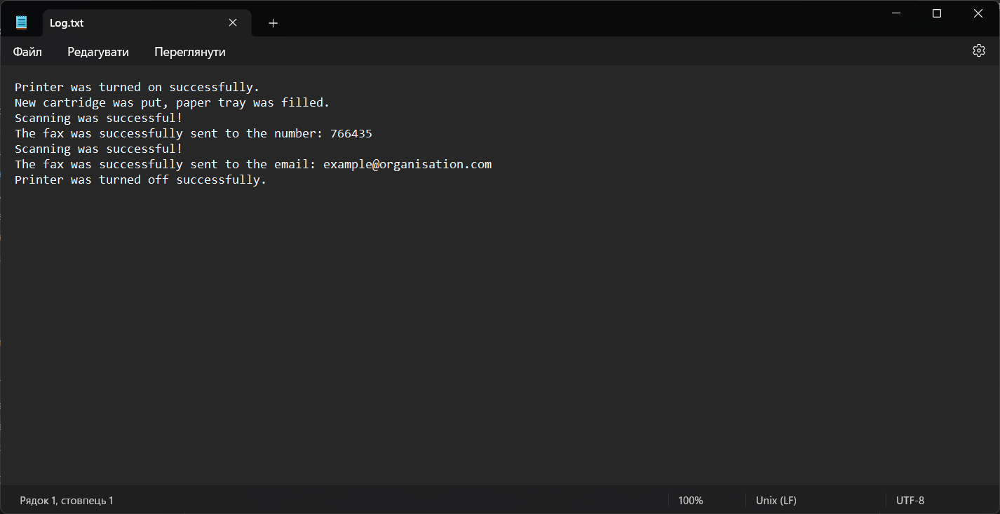 Log.txt
Файл Редагувати Переглянути
Printer was turned on successfully.
New cartridge was put, paper tray was filled.
Scanning was successful!
The fax was successfully sent to the number: 766435
Scanning was successful!
The fax was successfully sent to the email: example@organisation.com
Printer was turned off successfully.
Рядок 1, стовпець 1 100% Unix (LF) UTF-8